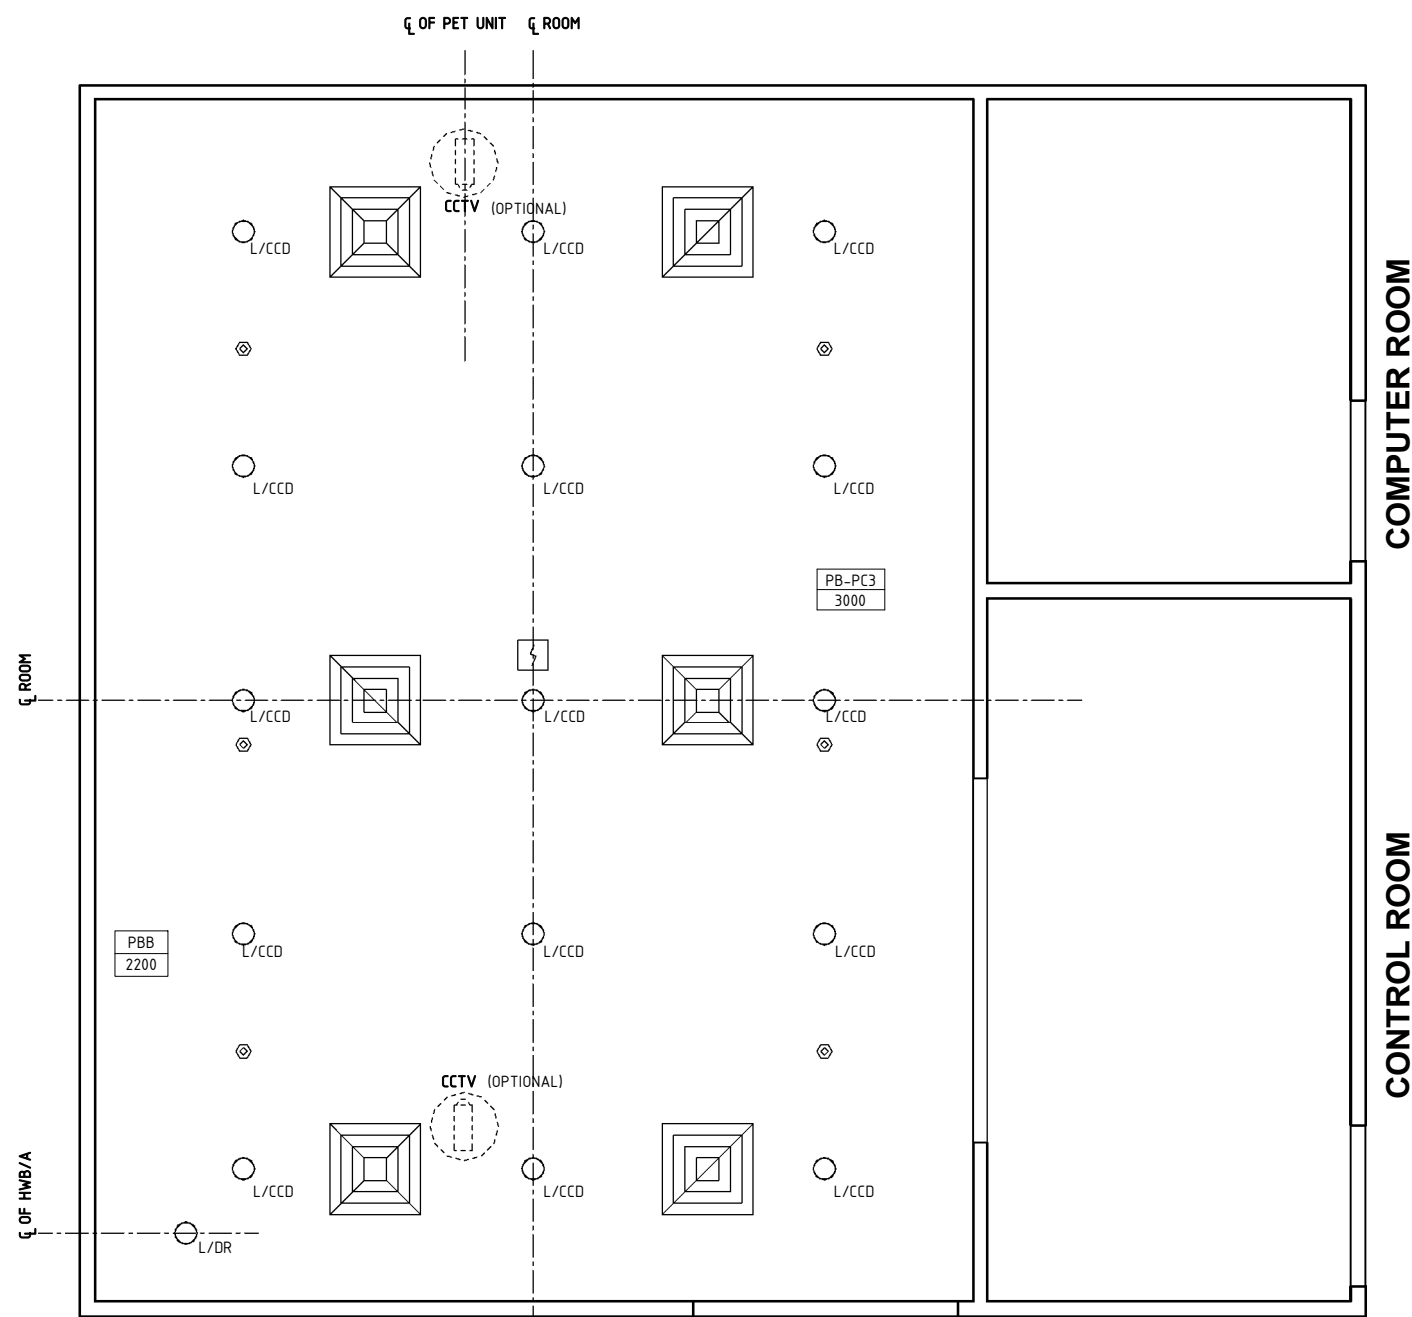 ℄ OF PET UNIT
℄ ROOM
CCTV (OPTIONAL)
L/CCD
L/CCD
L/CCD
COMPUTER ROOM
L/CCD
L/CCD
L/CCD
PB-PC3
3000
℄ ROOM
L/CCD
L/CCD
L/CCD
CONTROL ROOM
PBB
2200
L/CCD
L/CCD
L/CCD
CCTV (OPTIONAL)
℄ OF HWB/A
L/CCD
L/CCD
L/CCD
L/DR